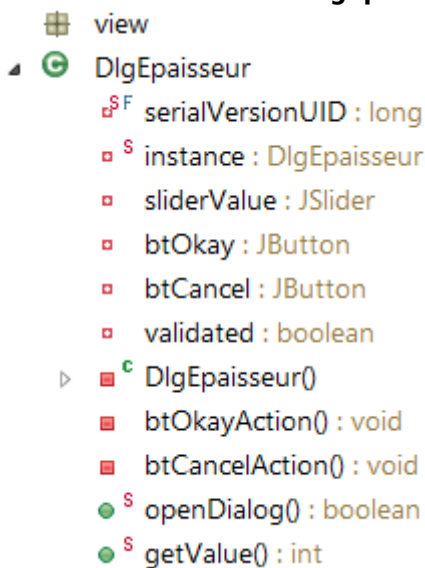 view
DlgEpaisseur
S F serialVersionUID : long
S instance : DlgEpaisseur
sliderValue : JSlider
btOkay : JButton
btCancel : JButton
validated : boolean
C DlgEpaisseur()
btOkayAction() : void
btCancelAction() : void
S openDialog() : boolean
S getValue() : int